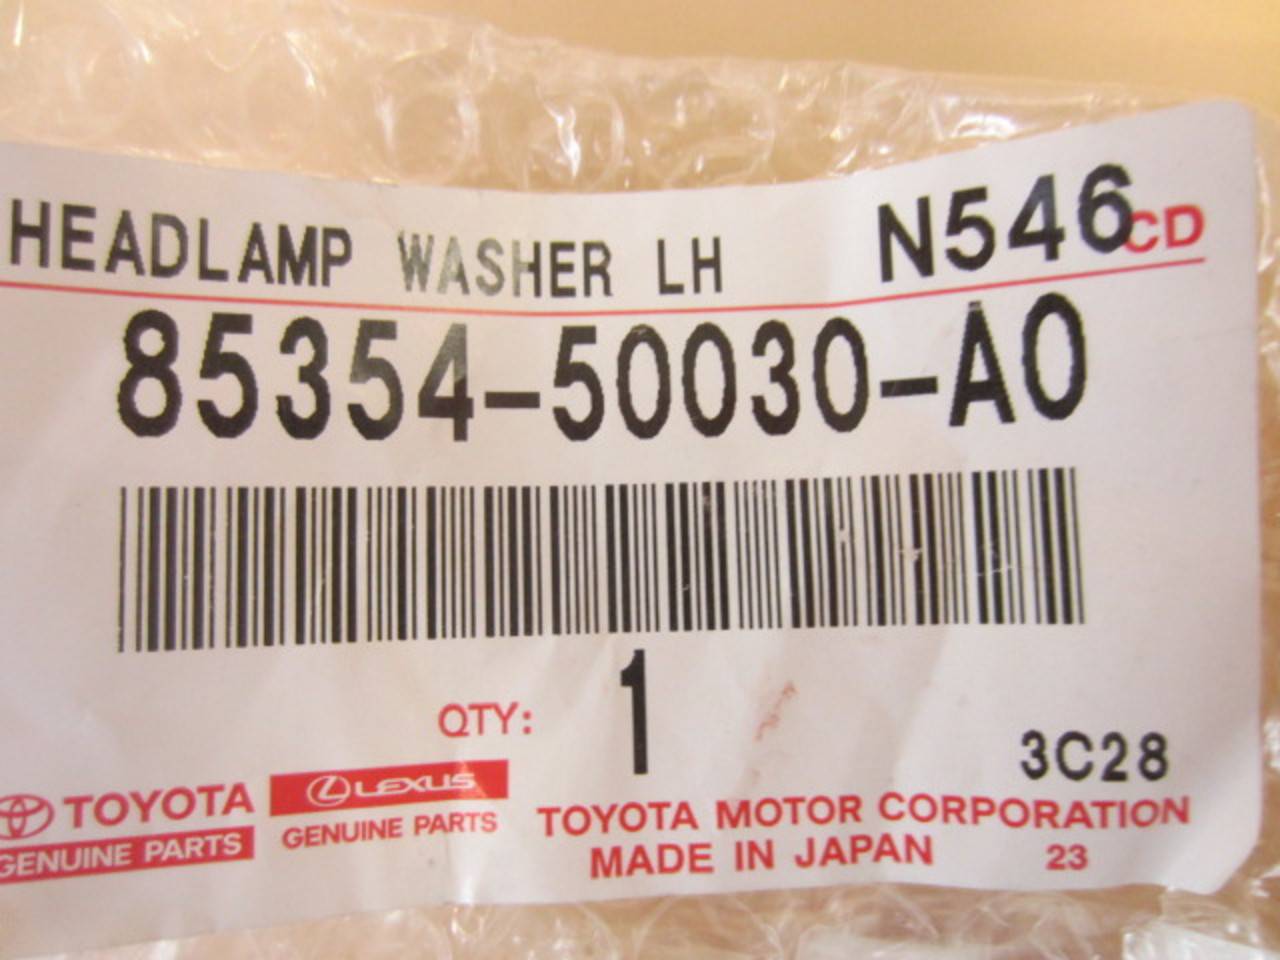 HEADLAMP WASHER LH N546 CD
85354-50030-A0
QTY: 1
3C28
TOYOTA
GENUINE PARTS
LEXUS
GENUINE PARTS
TOYOTA MOTOR CORPORATION
MADE IN JAPAN 23